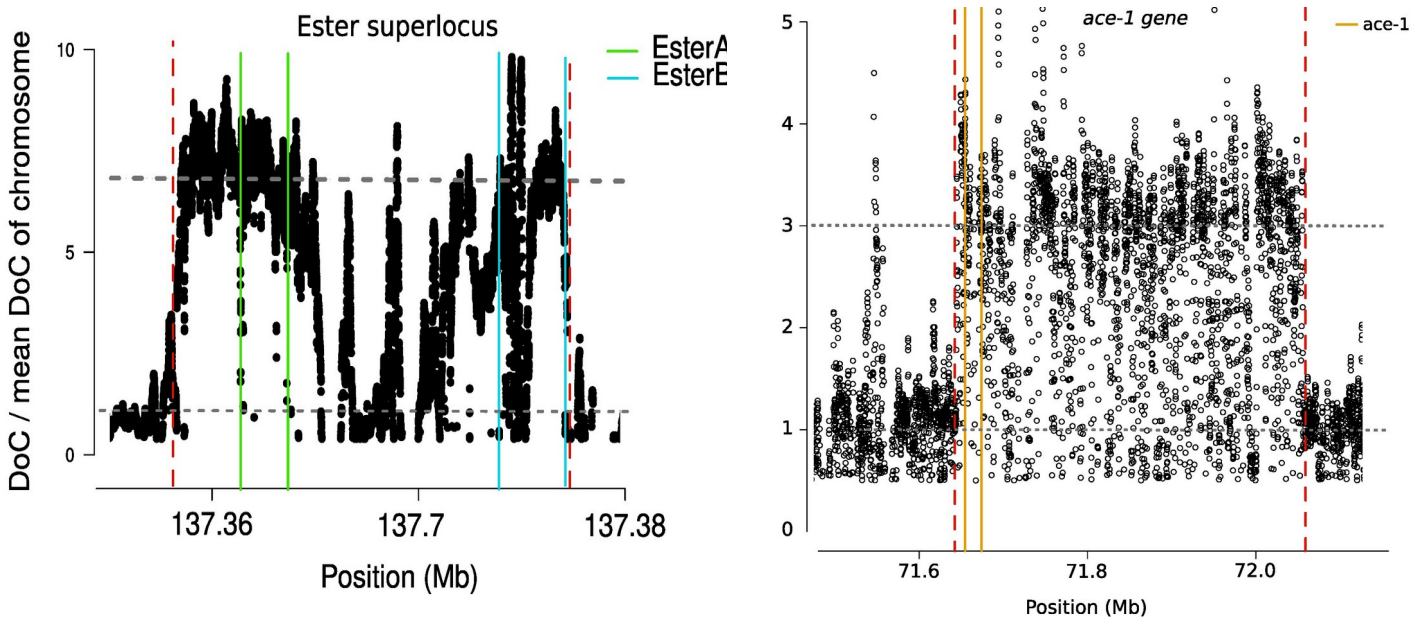 Ester superlocus
EsterA
EsterE
DoC / mean DoC of chromosome
10
5
0
137.36
137.7
137.38
Position (Mb)
ace-1 gene
ace-1
5
4
3
2
1
0
71.6
71.8
72.0
Position (Mb)